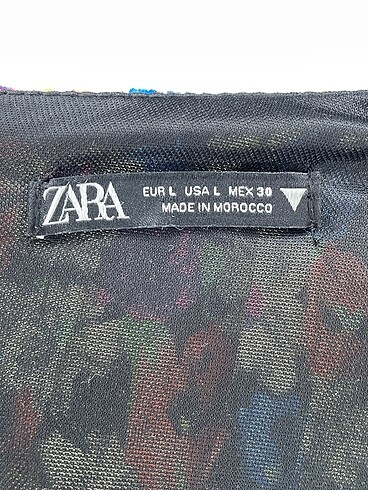 ZARA
EUR L USA L MEX 30
MADE IN MOROCCO